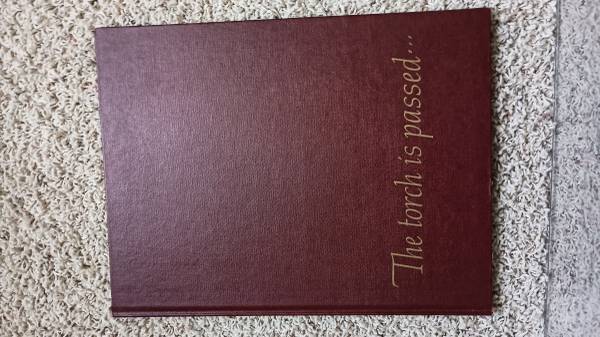 The torch is passed...